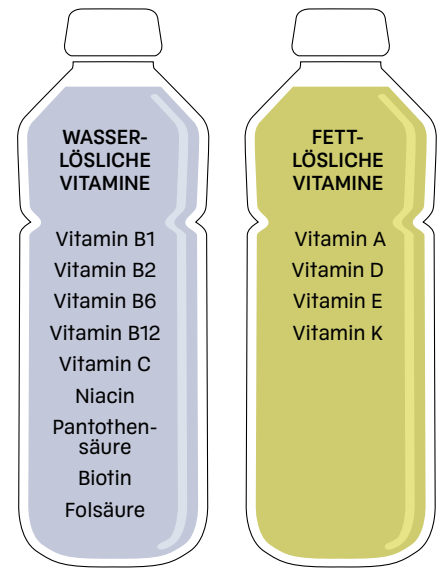 WASSER-
LÖSLICHE
VITAMINE
Vitamin B1
Vitamin B2
Vitamin B6
Vitamin B12
Vitamin C
Niacin
Pantothen-
säure
Biotin
Folsäure
FETT-
LÖSLICHE
VITAMINE
Vitamin A
Vitamin D
Vitamin E
Vitamin K